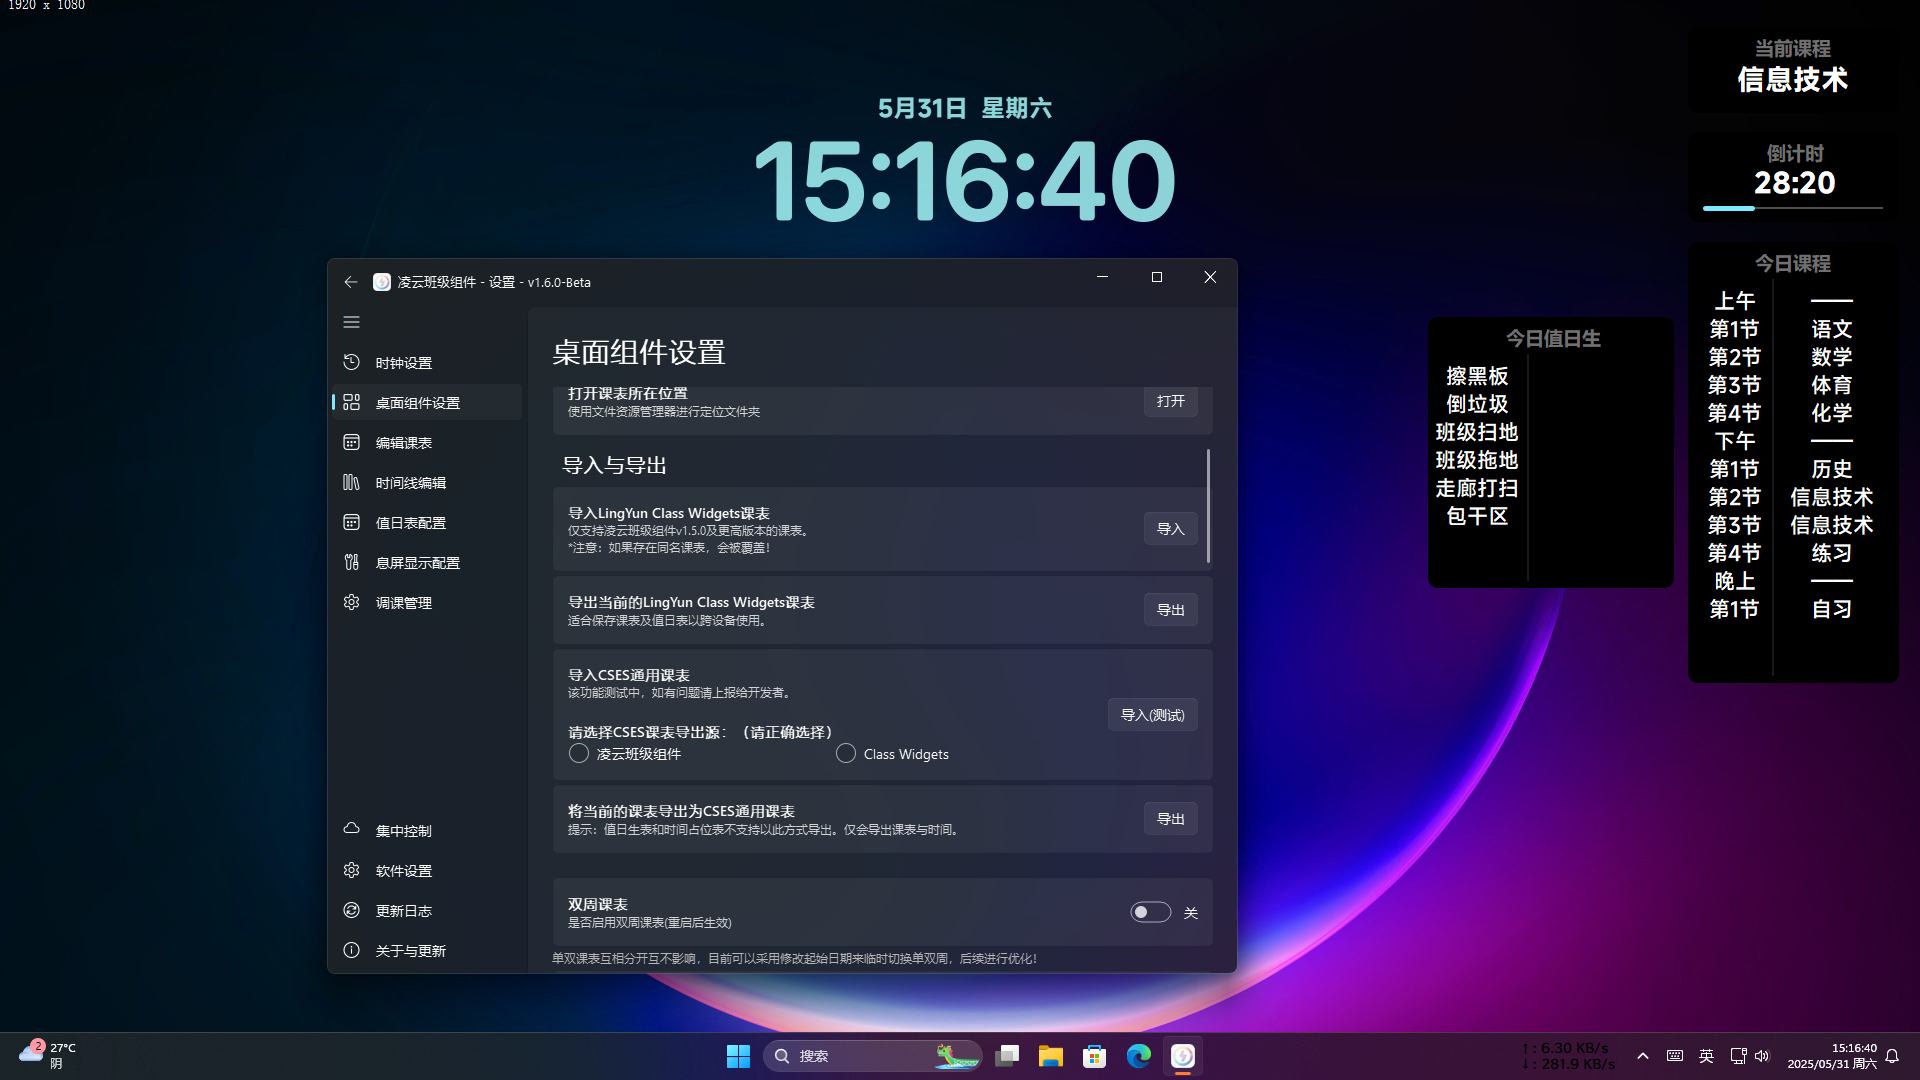 1920 x 1080
5月31日 星期六
15:16:40
当前课程
信息技术
倒计时
28:20
今日课程
上午 ——
第1节 语文
第2节 数学
第3节 体育
第4节 化学
下午 ——
第1节 历史
第2节 信息技术
第3节 信息技术
第4节 练习
晚上 ——
第1节 自习
今日值日生
擦黑板
倒垃圾
班级扫地
班级拖地
走廊打扫
包干区
凌云班级组件 - 设置 - v1.6.0-Beta
时钟设置
桌面组件设置
编辑课表
时间线编辑
值日表配置
息屏显示配置
调课管理
集中控制
软件设置
更新日志
关于与更新
桌面组件设置
打开课表所在位置
使用文件资源管理器进行定位文件夹
打开
导入与导出
导入LingYun Class Widgets课表
仅支持凌云班级组件v1.5.0及更高版本的课表。
*注意：如果存在同名课表，会被覆盖！
导入
导出当前的LingYun Class Widgets课表
适合保存课表及值日表以跨设备使用。
导出
导入CSES通用课表
该功能测试中，如有问题请上报给开发者。
导入(测试)
请选择CSES课表导出源：（请正确选择）
凌云班级组件 Class Widgets
将当前的课表导出为CSES通用课表
提示：值日生表和时间占位表不支持以此方式导出。仅会导出课表与时间。
导出
双周课表
是否启用双周课表(重启后生效)
关
单双课表互相分开互不影响，目前可以采用修改起始日期来临时切换单双周，后续进行优化！
2
27°C
阴
搜索
↑: 6.30 KB/s
↓: 281.9 KB/s
英
15:16:40
2025/05/31 周六